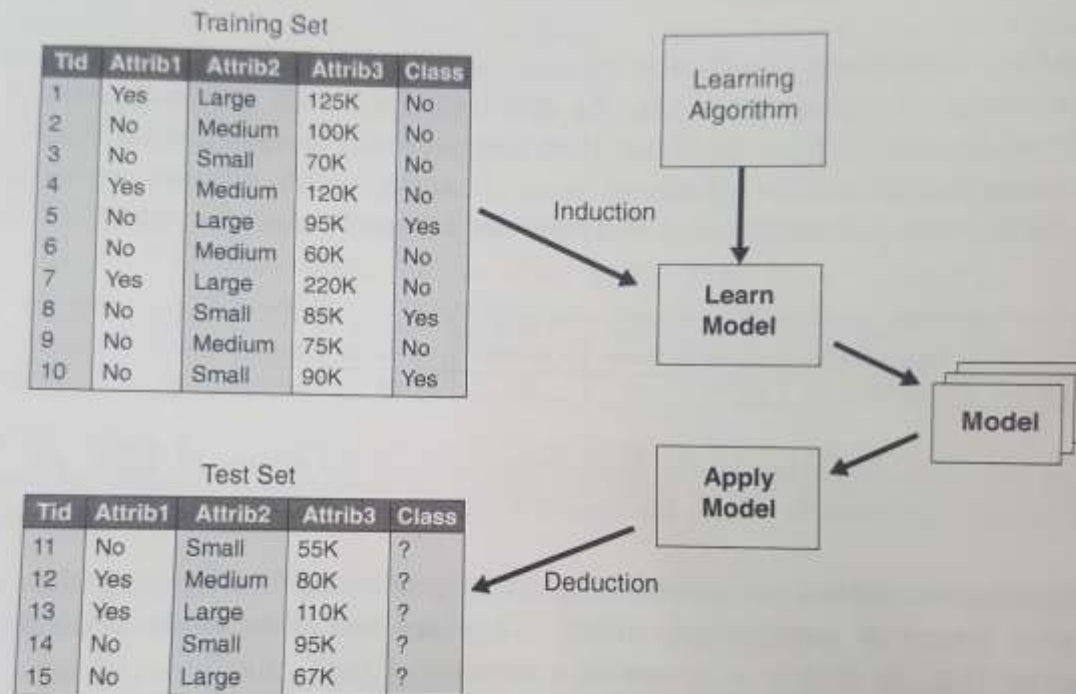 Training Set
Tid Attrib1 Attrib2 Attrib3 Class
1 Yes Large 125K No
2 No Medium 100K No
3 No Small 70K No
4 Yes Medium 120K No
5 No Large 95K Yes
6 No Medium 60K No
7 Yes Large 220K No
8 No Small 85K Yes
9 No Medium 75K No
10 No Small 90K Yes
Learning
Algorithm
Induction
Learn
Model
Model
Apply
Model
Deduction
Test Set
Tid Attrib1 Attrib2 Attrib3 Class
11 No Small 55K ?
12 Yes Medium 80K ?
13 Yes Large 110K ?
14 No Small 95K ?
15 No Large 67K ?